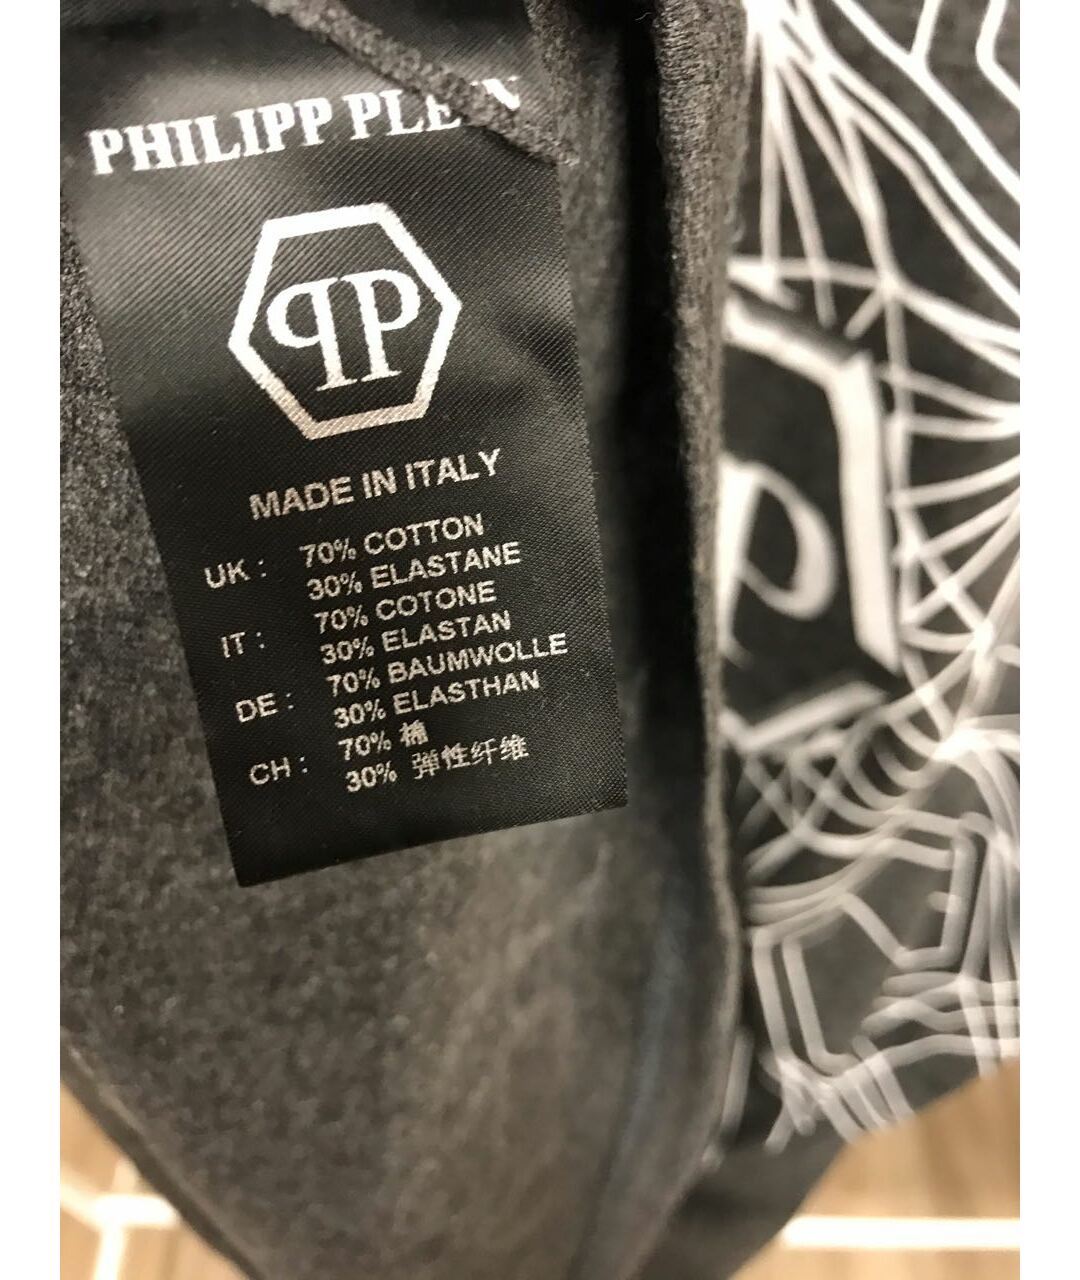 PHILIPP PLEIN
PP
MADE IN ITALY
UK : 70% COTTON
30% ELASTANE
IT : 70% COTONE
30% ELASTAN
DE : 70% BAUMWOLLE
30% ELASTHAN
CH : 70% 棉
30% 弹性纤维
P